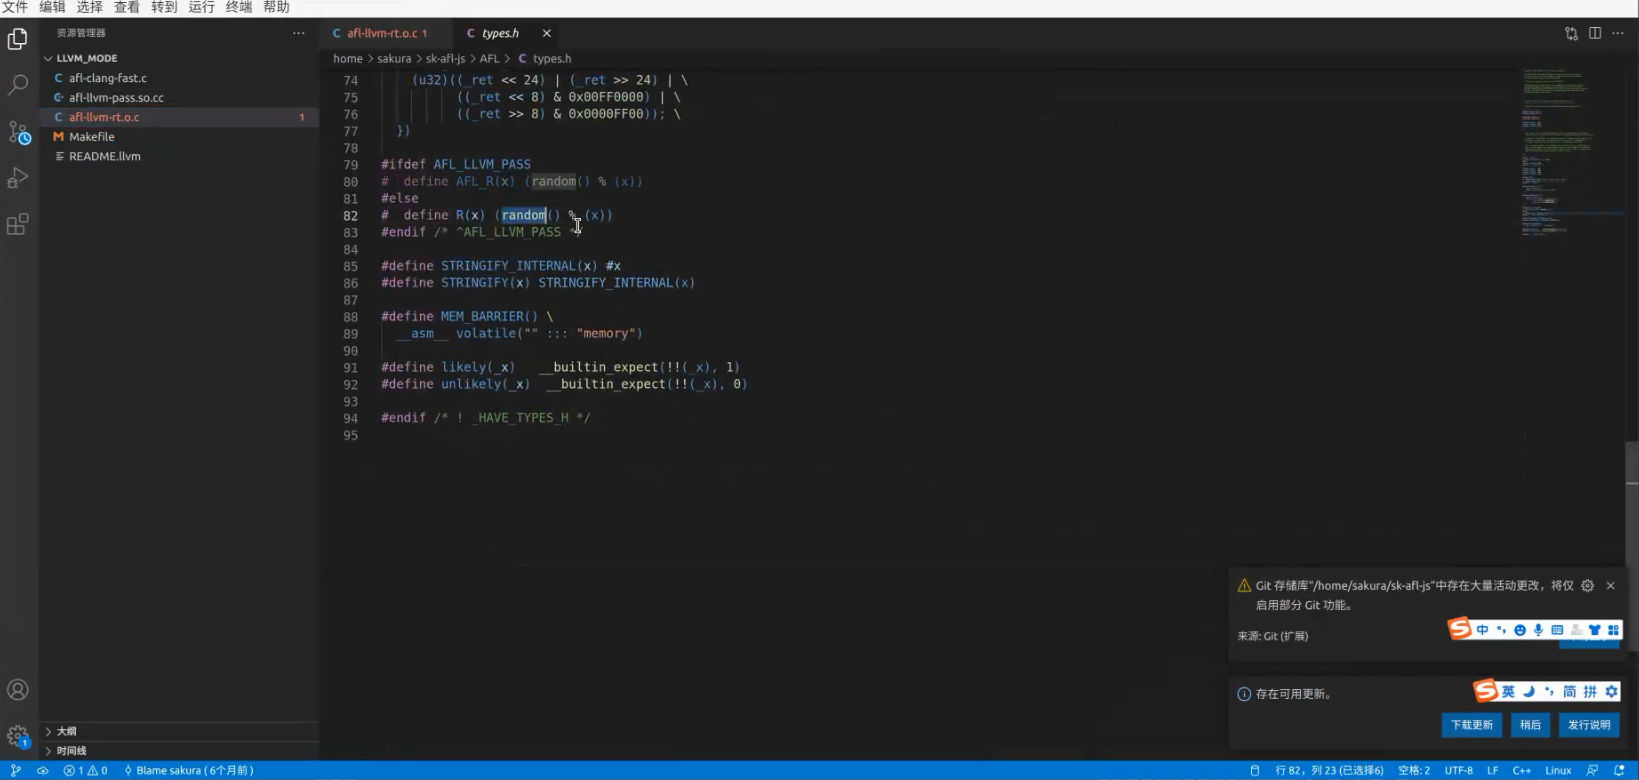 文件 编辑 选择 查看 转到 运行 终端 帮助
资源管理器 ···
LLVM_MODE
C afl-clang-fast.c
C+ afl-llvm-pass.so.cc
C afl-llvm-rt.o.c 1
M Makefile
README.llvm
大纲
时间线
C afl-llvm-rt.o.c 1
C types.h
home > sakura > sk-afl-js > AFL > C types.h
74 (u32)((_ret << 24) | (_ret >> 24) | \
75 ((_ret << 8) & 0x00FF0000) | \
76 ((_ret >> 8) & 0x0000FF00)); \
77 })
78
79 #ifdef AFL_LLVM_PASS
80 #  define AFL_R(x) (random() % (x))
81 #else
82 #  define R(x) (random() % (x))
83 #endif /* ^AFL_LLVM_PASS */
84
85 #define STRINGIFY_INTERNAL(x) #x
86 #define STRINGIFY(x) STRINGIFY_INTERNAL(x)
87
88 #define MEM_BARRIER() \
89 __asm__ volatile("" ::: "memory")
90
91 #define likely(_x)   __builtin_expect(!!(_x), 1)
92 #define unlikely(_x)  __builtin_expect(!!(_x), 0)
93
94 #endif /* ! _HAVE_TYPES_H */
95
Git 存储库"/home/sakura/sk-afl-js"中存在大量活动更改，将仅
启用部分 Git 功能。
来源: Git (扩展)
S 中
存在可用更新。
S 英 简 拼
下载更新 稍后 发行说明
1 0 Blame sakura ( 6个月前 )
行 82，列 23 (已选择6) 空格: 2 UTF-8 LF C++ Linux